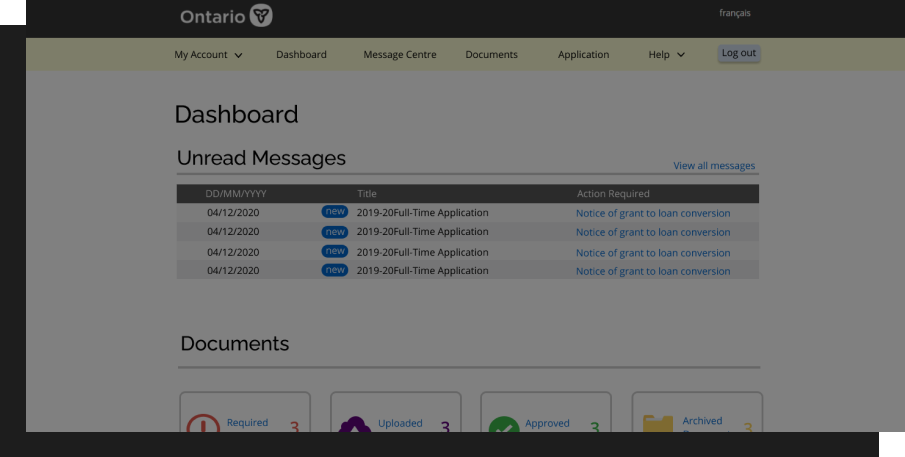 Ontario
français
My Account Dashboard Message Centre Documents Application Help Log out
Dashboard
Unread Messages
View all messages
DD/MM/YYYY Title Action Required
04/12/2020 new 2019-20Full-Time Application Notice of grant to loan conversion
04/12/2020 new 2019-20Full-Time Application Notice of grant to loan conversion
04/12/2020 new 2019-20Full-Time Application Notice of grant to loan conversion
04/12/2020 new 2019-20Full-Time Application Notice of grant to loan conversion
Documents
Required 3 Uploaded 3 Approved 3 Archived 3